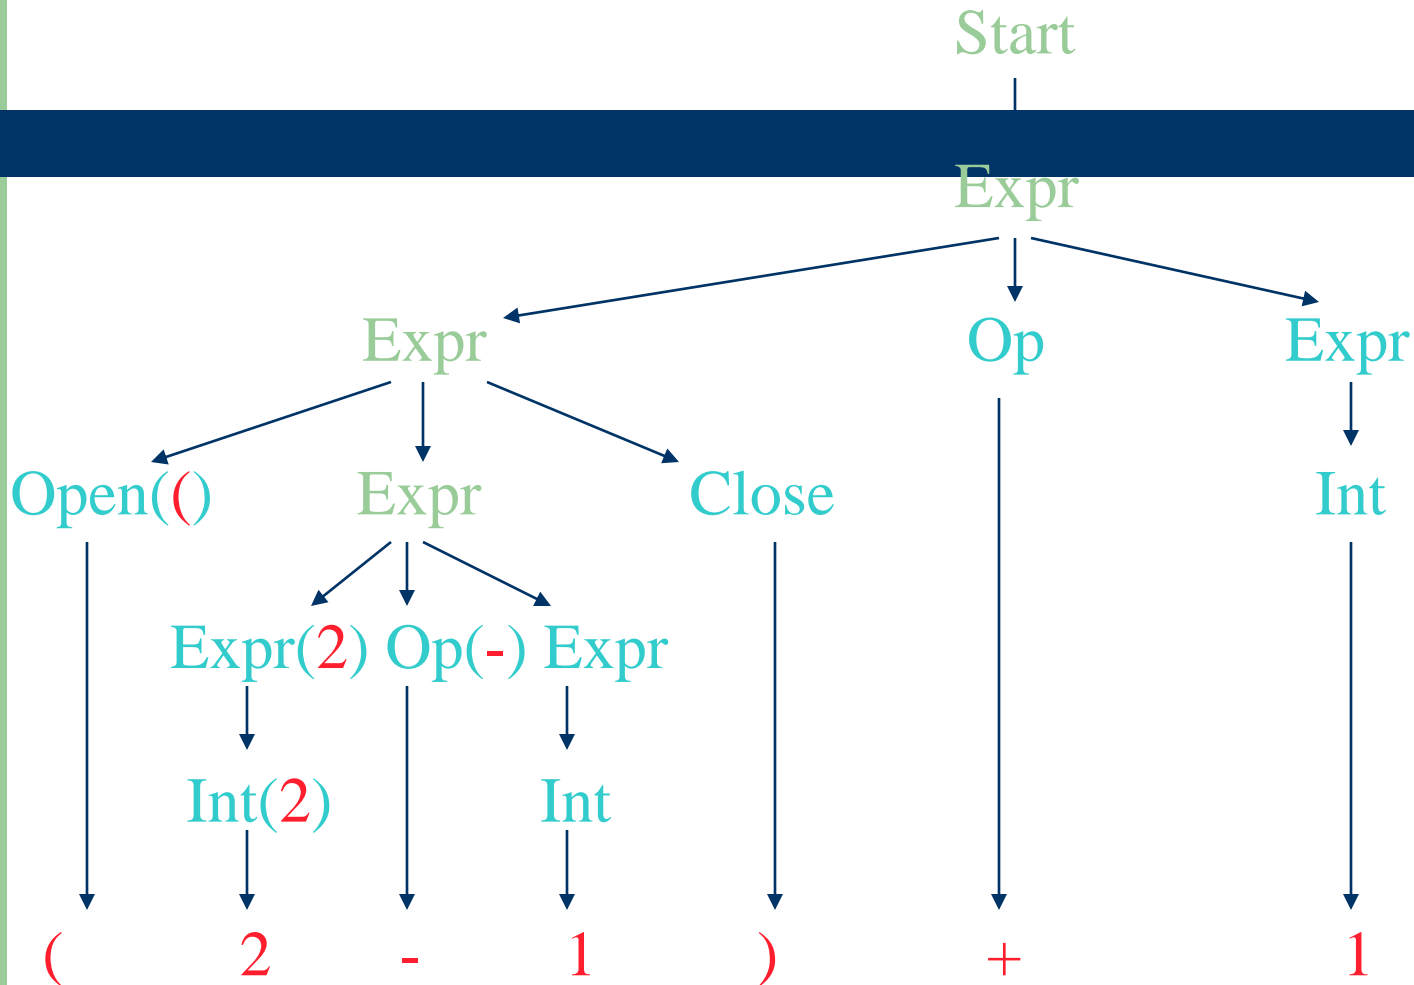 Start
Expr
Expr Op Expr
Open(() Expr Close Int
Expr(2) Op(-) Expr
Int(2) Int
( 2 - 1 ) + 1